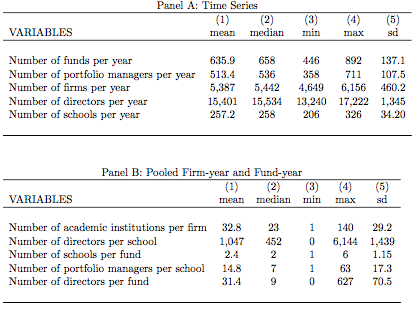 Panel A: Time Series
(1) (2) (3) (4) (5)
VARIABLES mean median min max sd
Number of funds per year 635.9 658 446 892 137.1
Number of portfolio managers per year 513.4 536 358 711 107.5
Number of firms per year 5,387 5,442 4,649 6,156 460.2
Number of directors per year 15,401 15,534 13,240 17,222 1,345
Number of schools per year 257.2 258 206 326 34.20
Panel B: Pooled Firm-year and Fund-year
(1) (2) (3) (4) (5)
VARIABLES mean median min max sd
Number of academic institutions per firm 32.8 23 1 140 29.2
Number of directors per school 1,047 452 0 6,144 1,439
Number of schools per fund 2.4 2 1 6 1.15
Number of portfolio managers per school 14.8 7 1 63 17.3
Number of directors per fund 31.4 9 0 627 70.5